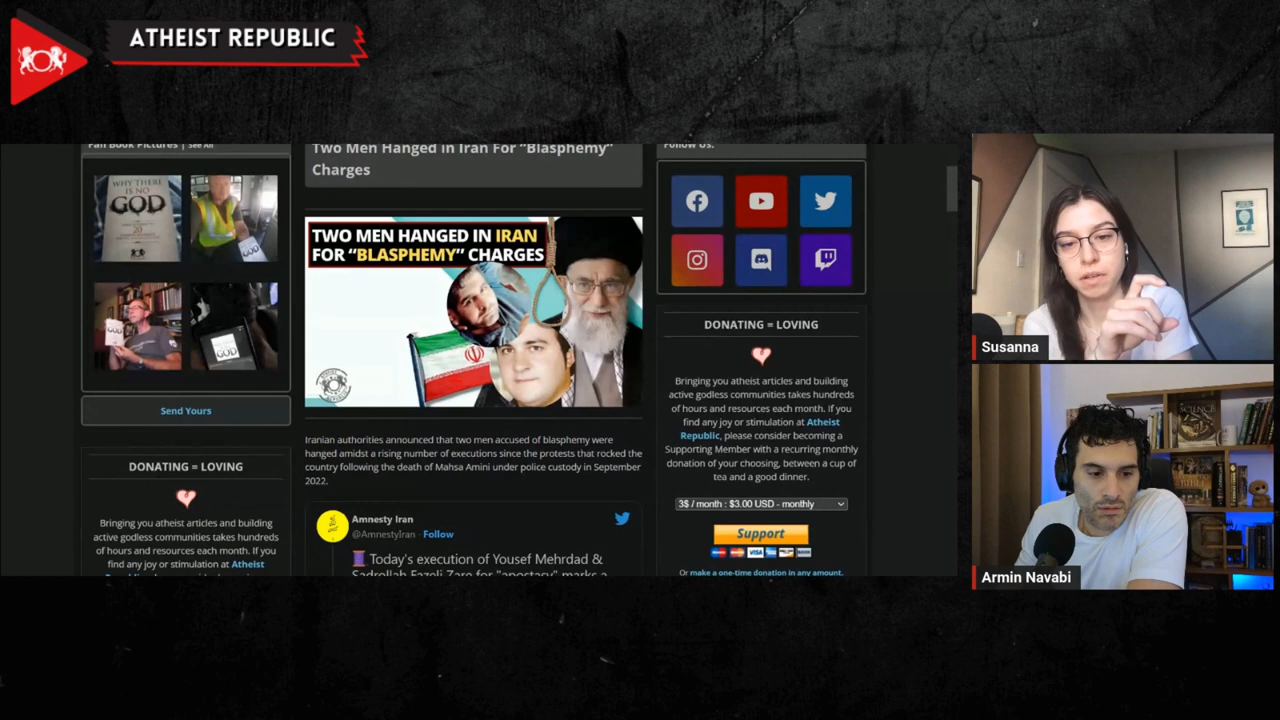 ATHEIST REPUBLIC
Fan Book Pictures | See All
WHY THERE
IS NO
GOD
20
GOD
GOD
Send Yours
DONATING = LOVING
Bringing you atheist articles and building
active godless communities takes hundreds
of hours and resources each month. If you
find any joy or stimulation at Atheist
Two Men Hanged in Iran For “Blasphemy”
Charges
TWO MEN HANGED IN IRAN
FOR “BLASPHEMY” CHARGES
Iranian authorities announced that two men accused of blasphemy were
hanged amidst a rising number of executions since the protests that rocked the
country following the death of Mahsa Amini under police custody in September
2022.
Amnesty Iran
@AmnestyIran · Follow
Today's execution of Yousef Mehrdad &
Sadrollah Fazeli Zare for "apostasy" marks a
Follow Us:
DONATING = LOVING
Bringing you atheist articles and building
active godless communities takes hundreds
of hours and resources each month. If you
find any joy or stimulation at Atheist
Republic, please consider becoming a
Supporting Member with a recurring monthly
donation of your choosing, between a cup of
tea and a good dinner.
3$ / month : $3.00 USD - monthly
Support
VISA
Or make a one-time donation in any amount.
Susanna
SCIENCE
Armin Navabi